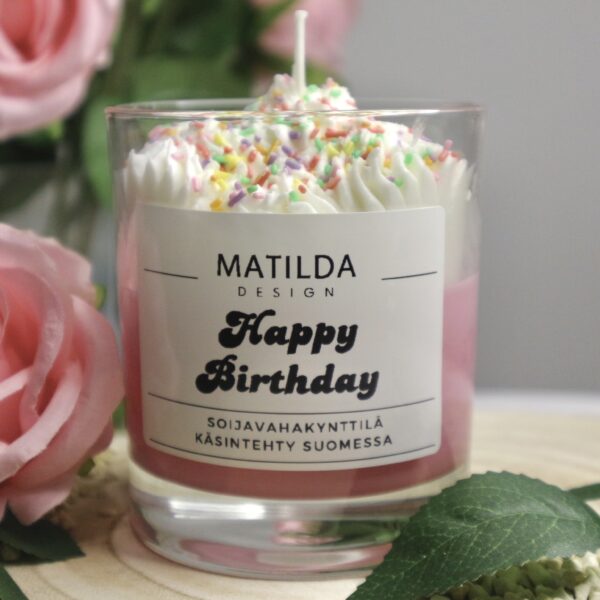 MATILDA
DESIGN
Happy
Birthday
SOIJAVAHAKYNTTILÄ
KÄSINTEHTY SUOMESSA